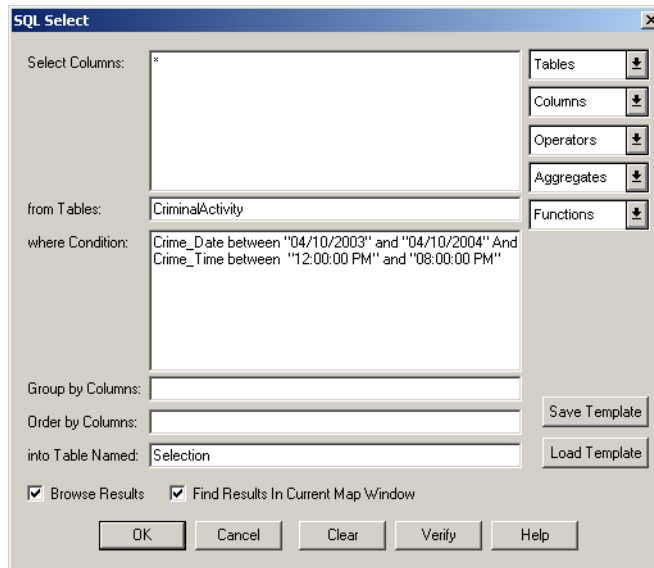 SQL Select
Select Columns:
*
Tables
Columns
Operators
Aggregates
from Tables:
CriminalActivity
Functions
where Condition:
Crime_Date between "04/10/2003" and "04/10/2004" And
Crime_Time between  "12:00:00 PM" and "08:00:00 PM"
Group by Columns:
Order by Columns:
Save Template
into Table Named:
Selection
Load Template
Browse Results
Find Results In Current Map Window
OK
Cancel
Clear
Verify
Help